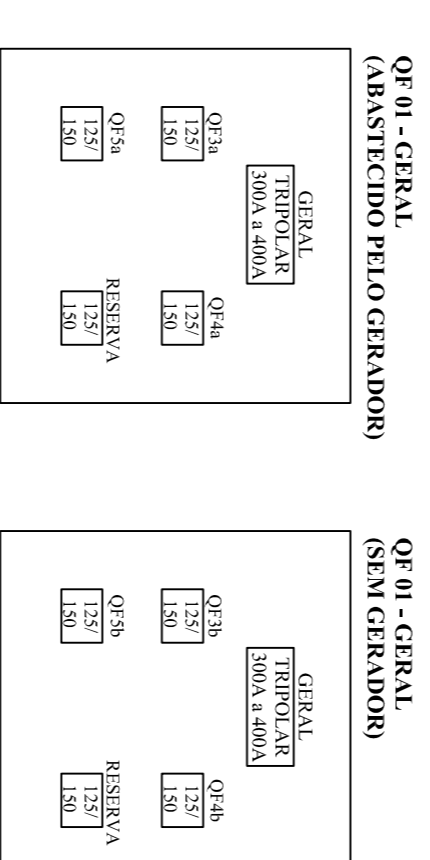 QF 01 - GERAL
(ABASTECIDO PELO GERADOR)
GERAL
TRIPOLAR
300A a 400A
QF3a
125/
150
QF4a
125/
150
QF5a
125/
150
RESERVA
125/
150
QF 01 - GERAL
(SEM GERADOR)
GERAL
TRIPOLAR
300A a 400A
QF3b
125/
150
QF4b
125/
150
QF5b
125/
150
RESERVA
125/
150